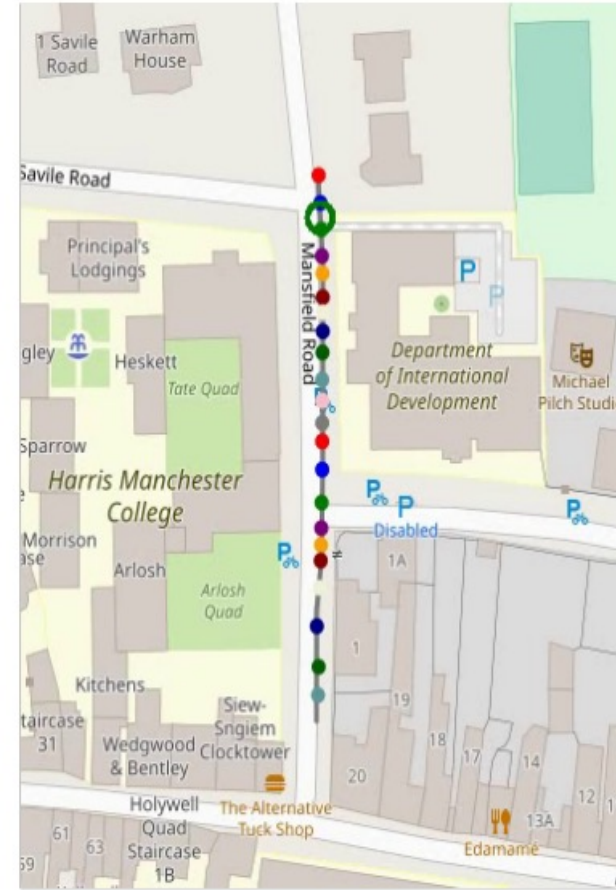 1 Savile
Road
Warham
House
Savile Road
Principal's
Lodgings
Mansfield Road
P
P
gley
Heskett
Tate Quad
Department
of International
Development
Michael
Pilch Studi
Sparrow
Harris Manchester
College
P
P
Disabled
P
Morrison
ase
Arlosh
P
1A
Arlosh
Quad
1
Kitchens
19
Siew-
Sngiem
Clocktower
taircase
31
Wedgwood
& Bentley
18
17
14
20
12
The Alternative
Tuck Shop
13A
Holywell
Quad
Staircase
1B
61
63
59
Edamamé